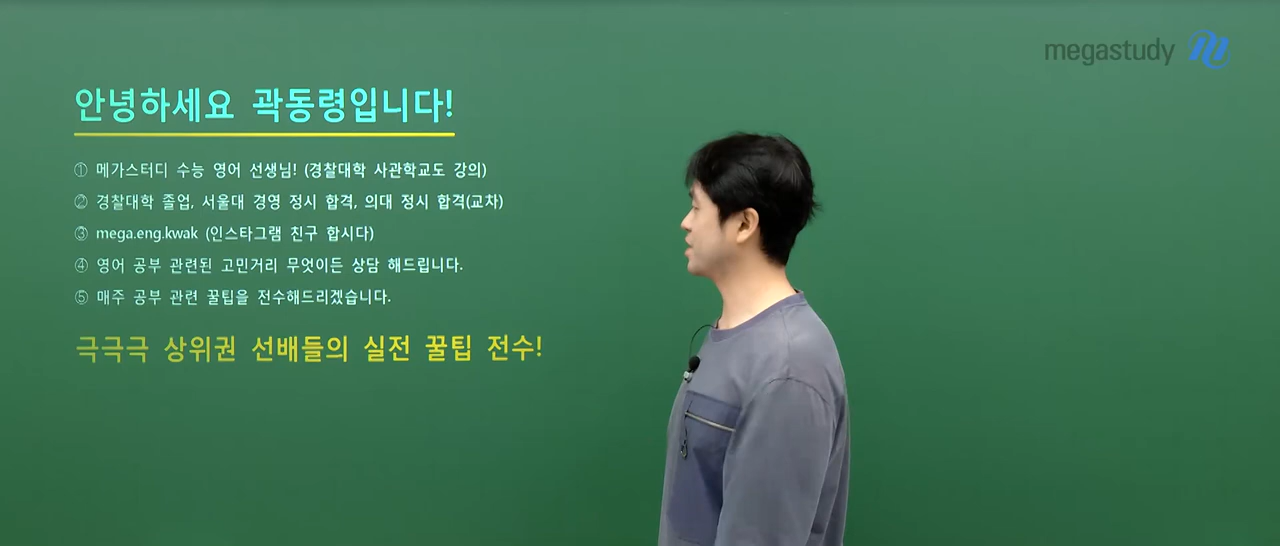 megastudy
안녕하세요 곽동령입니다!
① 메가스터디 수능 영어 선생님! (경찰대학 사관학교도 강의)
② 경찰대학 졸업, 서울대 경영 정시 합격, 의대 정시 합격(교차)
③ mega.eng.kwak (인스타그램 친구 합시다)
④ 영어 공부 관련된 고민거리 무엇이든 상담 해드립니다.
⑤ 매주 공부 관련 꿀팁을 전수해드리겠습니다.
극극극 상위권 선배들의 실전 꿀팁 전수!